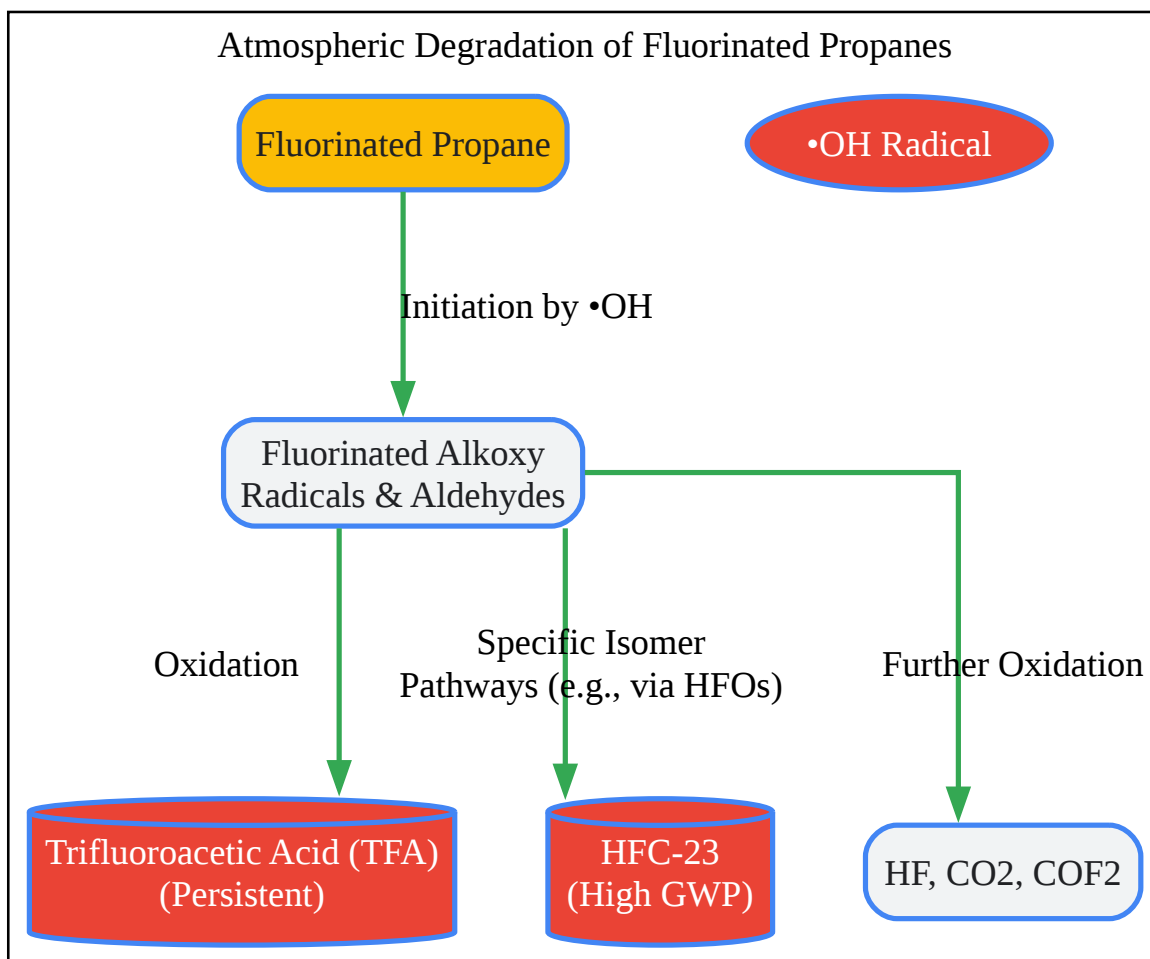 Atmospheric Degradation of Fluorinated Propanes
Fluorinated Propane
•OH Radical
Initiation by •OH
Fluorinated Alkoxy
Radicals & Aldehydes
Oxidation
Specific Isomer
Pathways (e.g., via HFOs)
Further Oxidation
Trifluoroacetic Acid (TFA)
(Persistent)
HFC-23
(High GWP)
HF, CO2, COF2